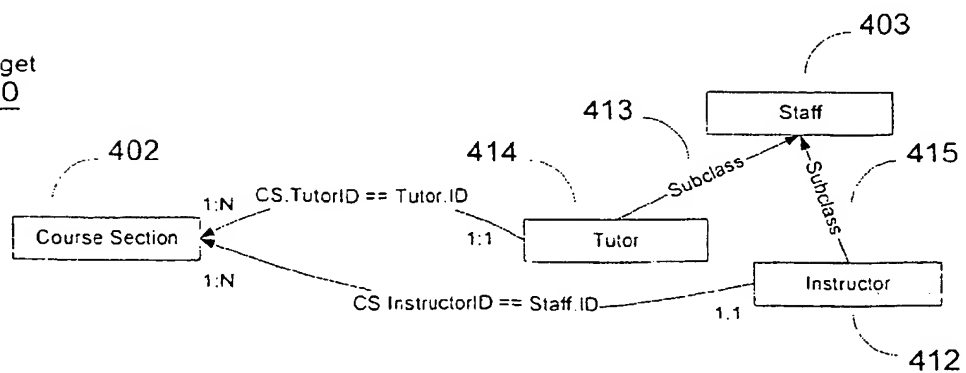 403
get
0
Staff
413
402
414
415
Subclass
Subclass
1:N
CS.TutorID == Tutor.ID
Course Section
1:1
Tutor
1:N
Instructor
CS InstructorID == Staff.ID
1.1
412